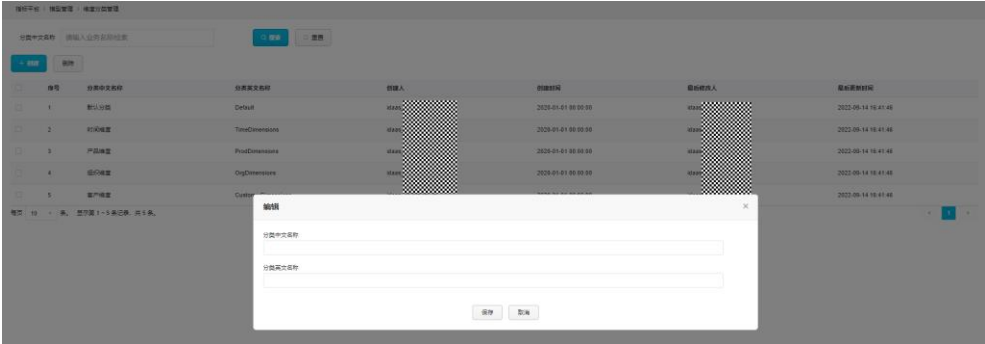 指标平台 / 模型管理 / 维度分类管理
分类中文名称 请输入业务名称检索 搜索 重置
+ 新建 删除
序号 分类中文名称 分类英文名称 创建人 创建时间 最后修改人 最后更新时间
1 默认分类 Default 2020-01-01 00:00:00 2022-09-14 16:41:46
2 时间维度 TimeDimensions 2020-01-01 00:00:00 2022-09-14 16:41:46
3 产品维度 ProdDimensions 2020-01-01 00:00:00 2022-09-14 16:41:46
4 组织维度 OrgDimensions 2020-01-01 00:00:00 2022-09-14 16:41:46
5 客户维度 2022-09-14 16:41:46
每页 10 条。 显示第 1 - 5 条记录, 共 5 条。 1
编辑 ×
分类中文名称
分类英文名称
保存 取消